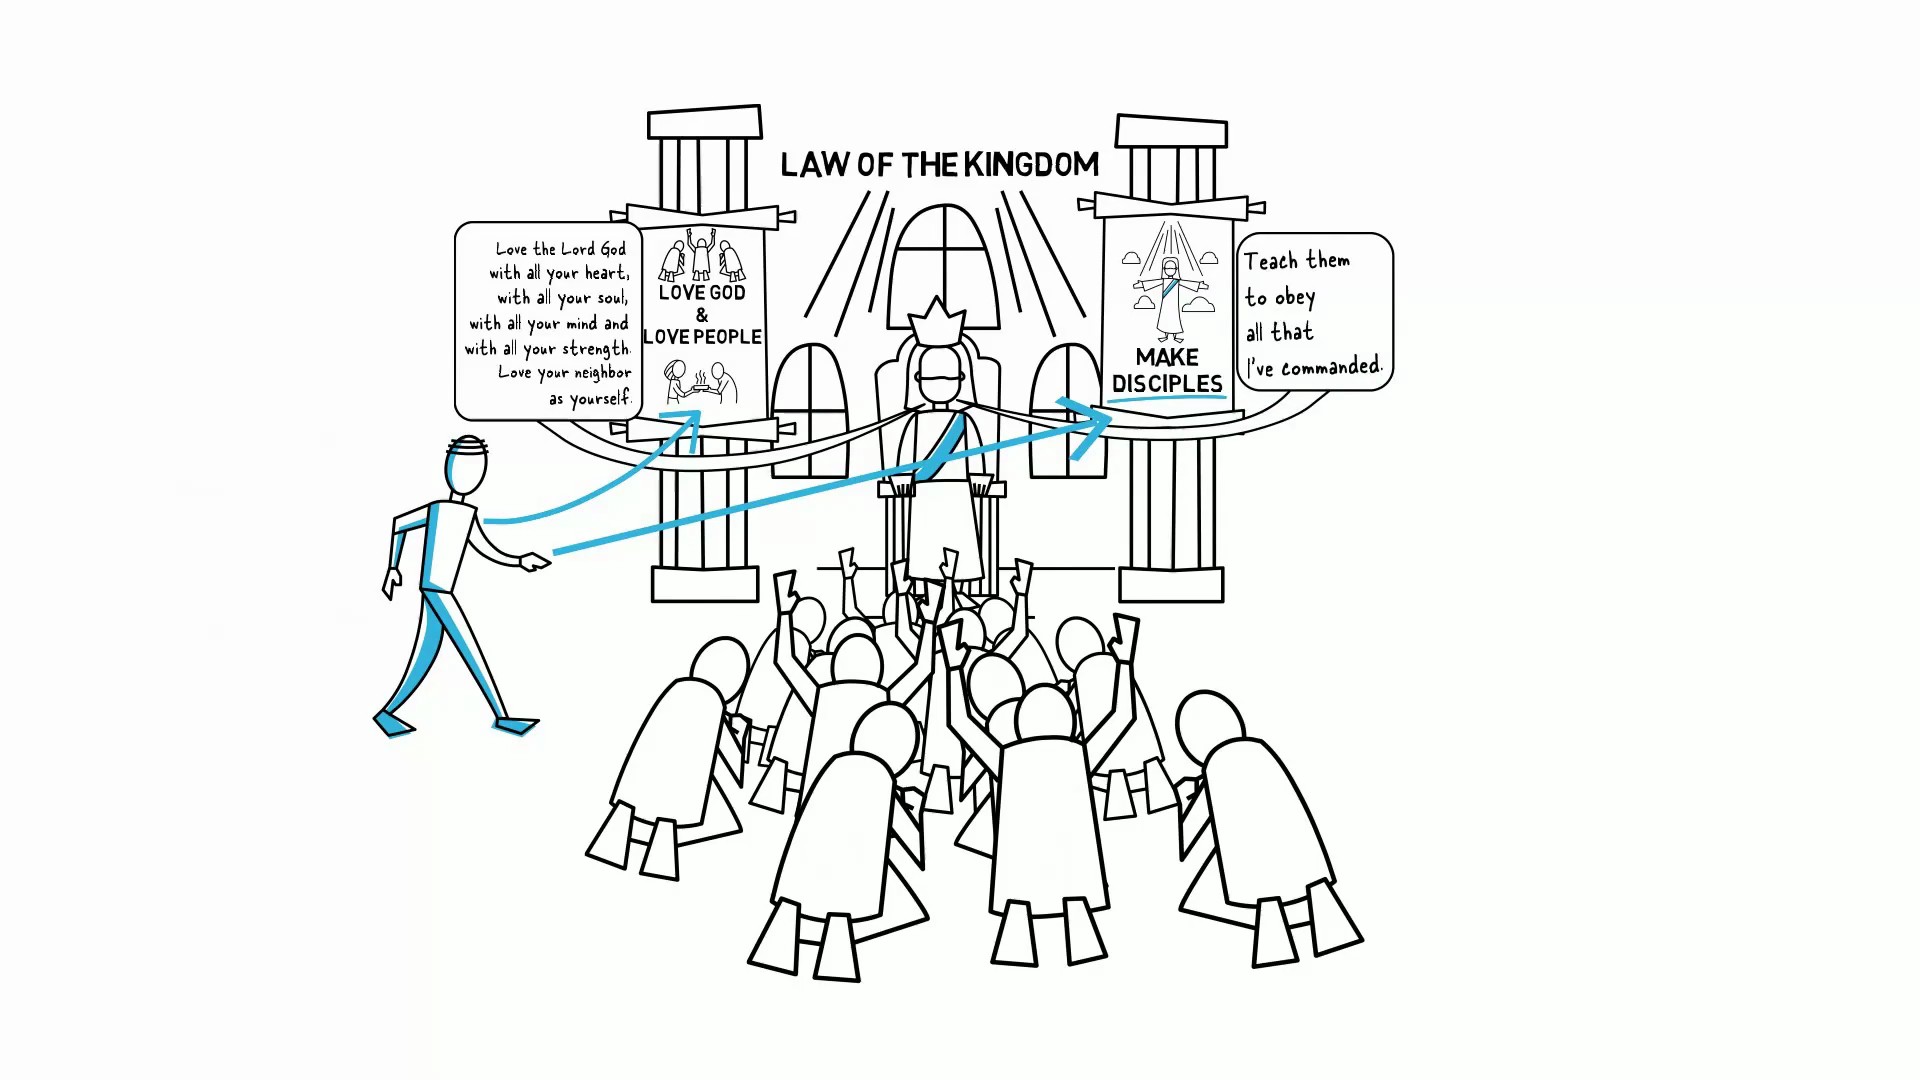 LAW OF THE KINGDOM
Love the Lord God
with all your heart,
with all your soul,
with all your mind and
with all your strength.
Love your neighbor
as yourself.
LOVE GOD
&
LOVE PEOPLE
MAKE
DISCIPLES
Teach them
to obey
all that
I've commanded.